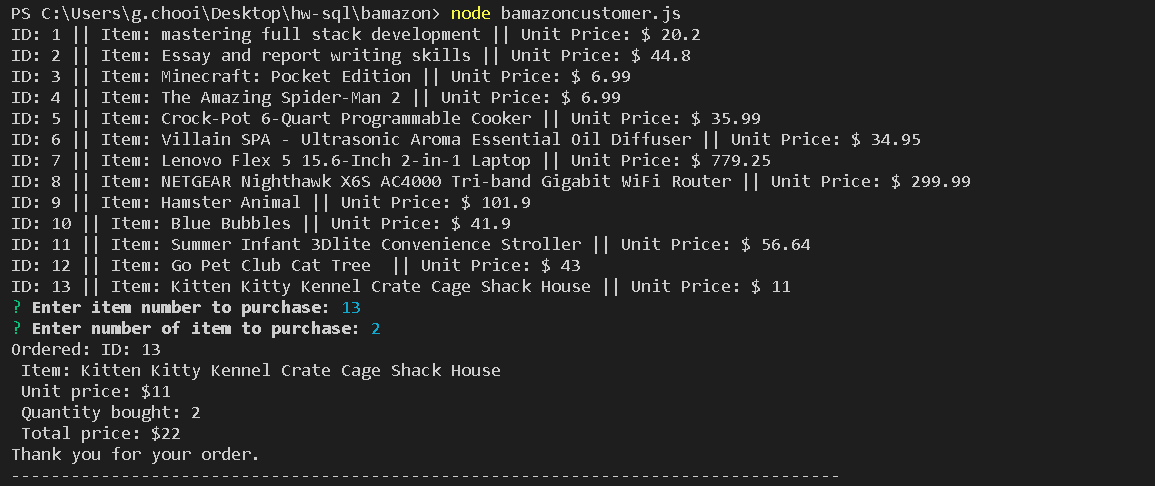 PS C:\Users\g.chooi\Desktop\hw-sql\bamazon> node bamazoncustomer.js
ID: 1 || Item: mastering full stack development || Unit Price: $ 20.2
ID: 2 || Item: Essay and report writing skills || Unit Price: $ 44.8
ID: 3 || Item: Minecraft: Pocket Edition || Unit Price: $ 6.99
ID: 4 || Item: The Amazing Spider-Man 2 || Unit Price: $ 6.99
ID: 5 || Item: Crock-Pot 6-Quart Programmable Cooker || Unit Price: $ 35.99
ID: 6 || Item: Villain SPA - Ultrasonic Aroma Essential Oil Diffuser || Unit Price: $ 34.95
ID: 7 || Item: Lenovo Flex 5 15.6-Inch 2-in-1 Laptop || Unit Price: $ 779.25
ID: 8 || Item: NETGEAR Nighthawk X6S AC4000 Tri-band Gigabit WiFi Router || Unit Price: $ 299.99
ID: 9 || Item: Hamster Animal || Unit Price: $ 101.9
ID: 10 || Item: Blue Bubbles || Unit Price: $ 41.9
ID: 11 || Item: Summer Infant 3Dlite Convenience Stroller || Unit Price: $ 56.64
ID: 12 || Item: Go Pet Club Cat Tree  || Unit Price: $ 43
ID: 13 || Item: Kitten Kitty Kennel Crate Cage Shack House || Unit Price: $ 11
? Enter item number to purchase: 13
? Enter number of item to purchase: 2
Ordered: ID: 13
 Item: Kitten Kitty Kennel Crate Cage Shack House
 Unit price: $11
 Quantity bought: 2
 Total price: $22
Thank you for your order.
-----------------------------------------------------------------------------------